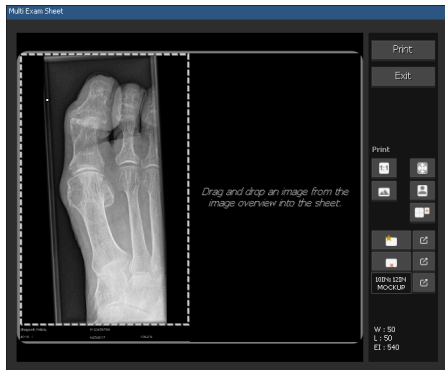 Multi Exam Sheet
Print
Exit
Print
1:1
Drag and drop an image from the
image overview into the sheet.
10IN x 12IN
MOCKUP
W : 50
L : 50
EI : 540